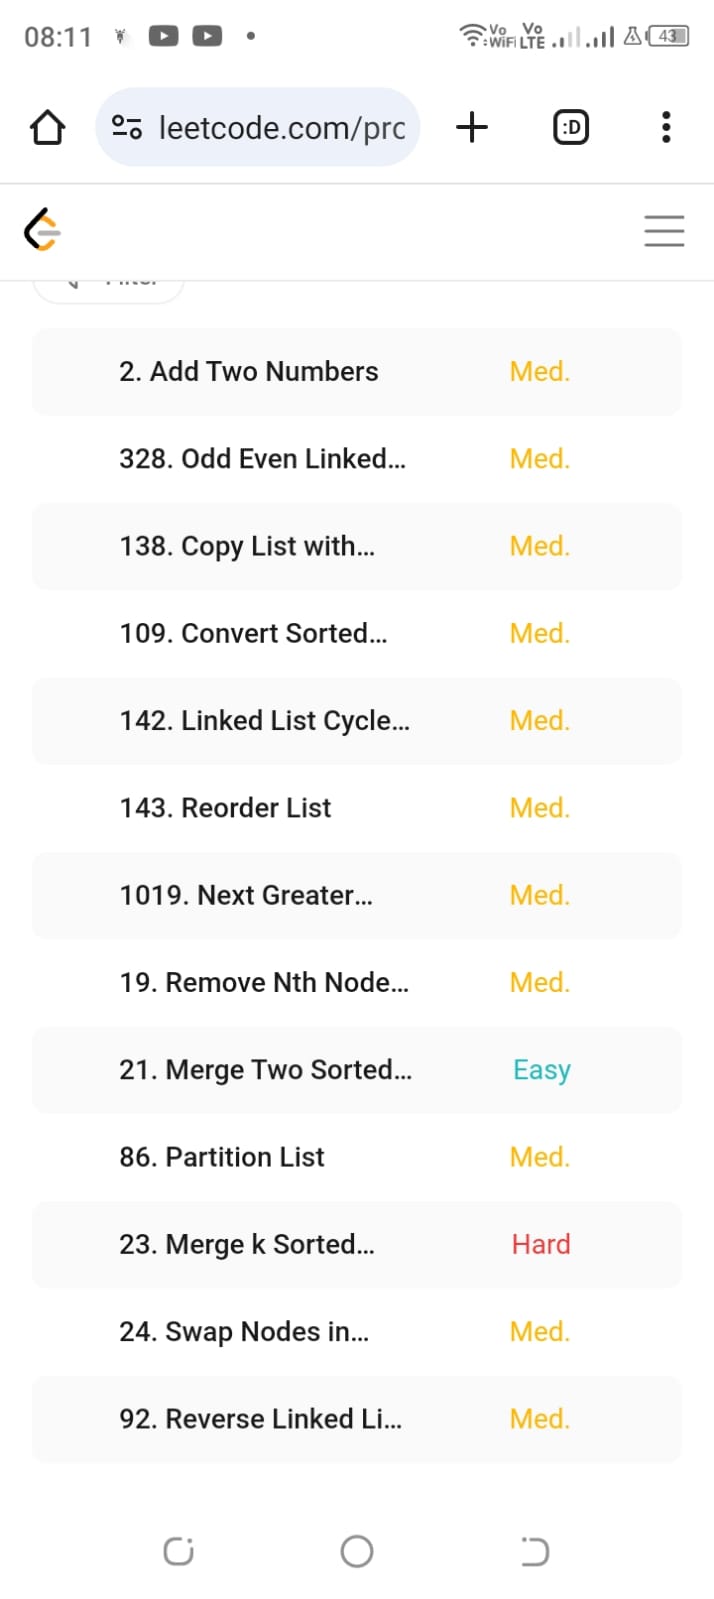 08:11
Vo WiFi Vo LTE 43
leetcode.com/prc :D
2. Add Two Numbers Med.
328. Odd Even Linked... Med.
138. Copy List with... Med.
109. Convert Sorted... Med.
142. Linked List Cycle... Med.
143. Reorder List Med.
1019. Next Greater... Med.
19. Remove Nth Node... Med.
21. Merge Two Sorted... Easy
86. Partition List Med.
23. Merge k Sorted... Hard
24. Swap Nodes in... Med.
92. Reverse Linked Li... Med.